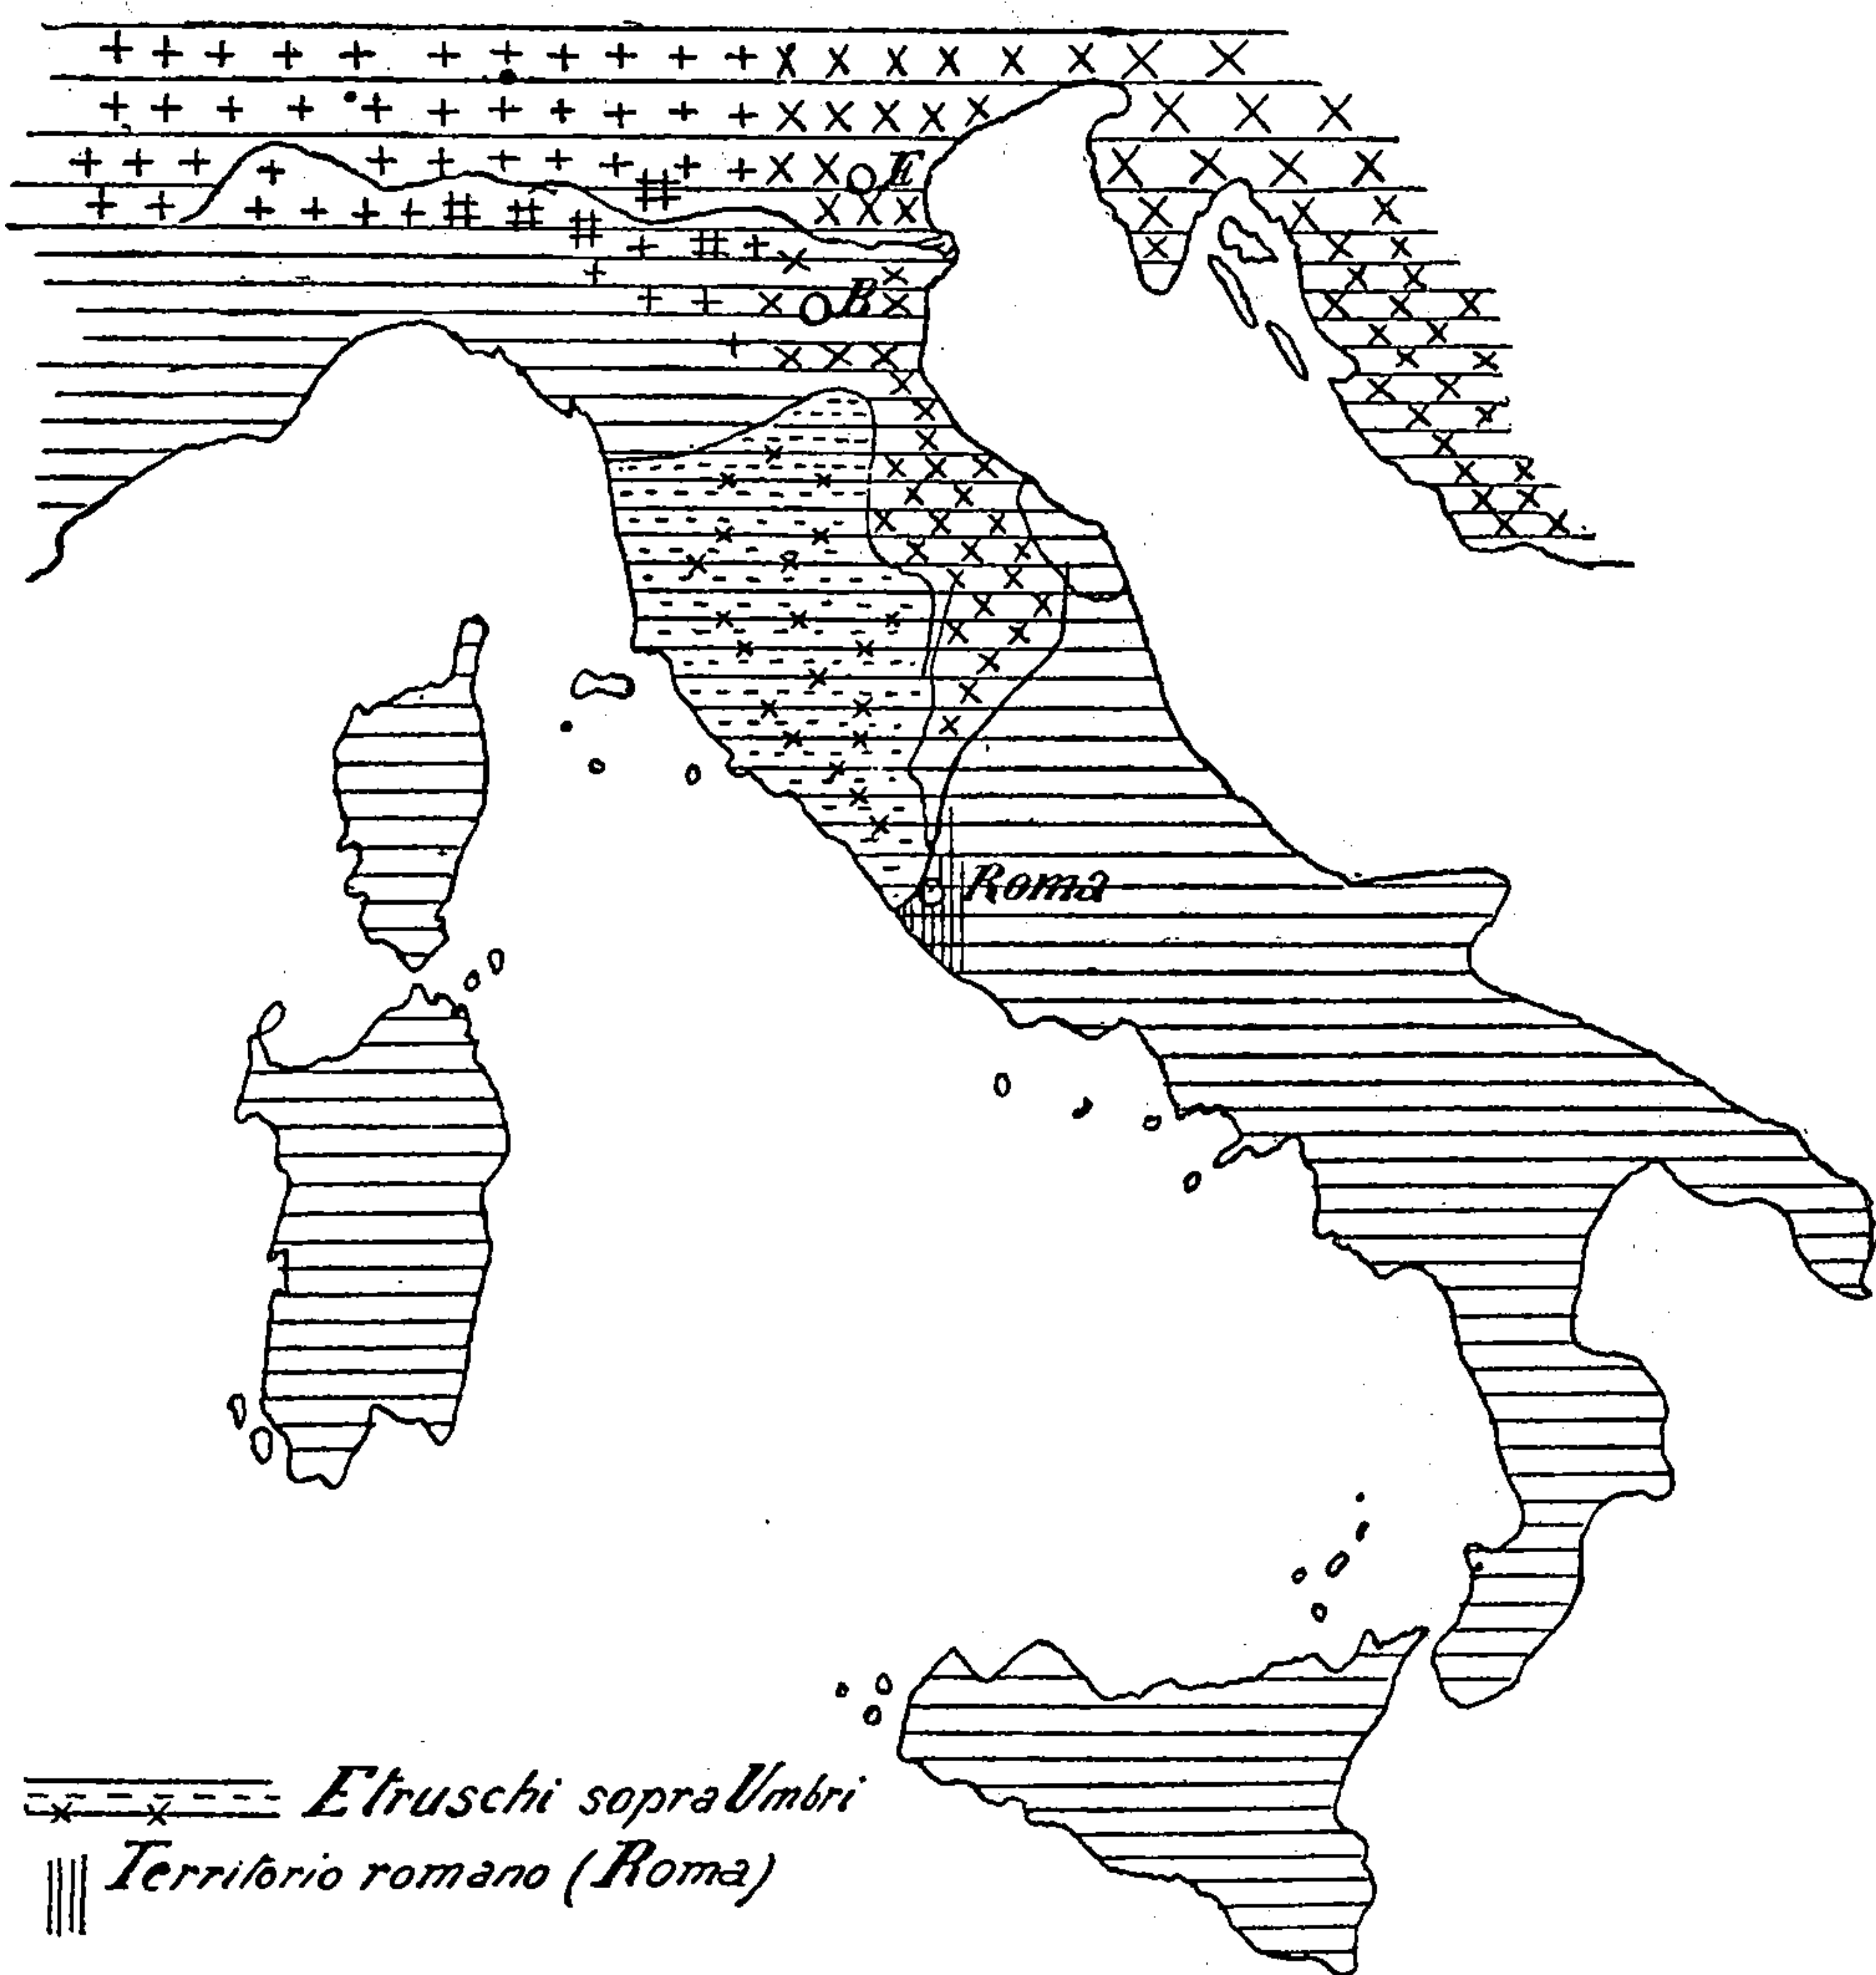 E
B
Roma
Etruschi sopra Umbri
Territorio romano (Roma)